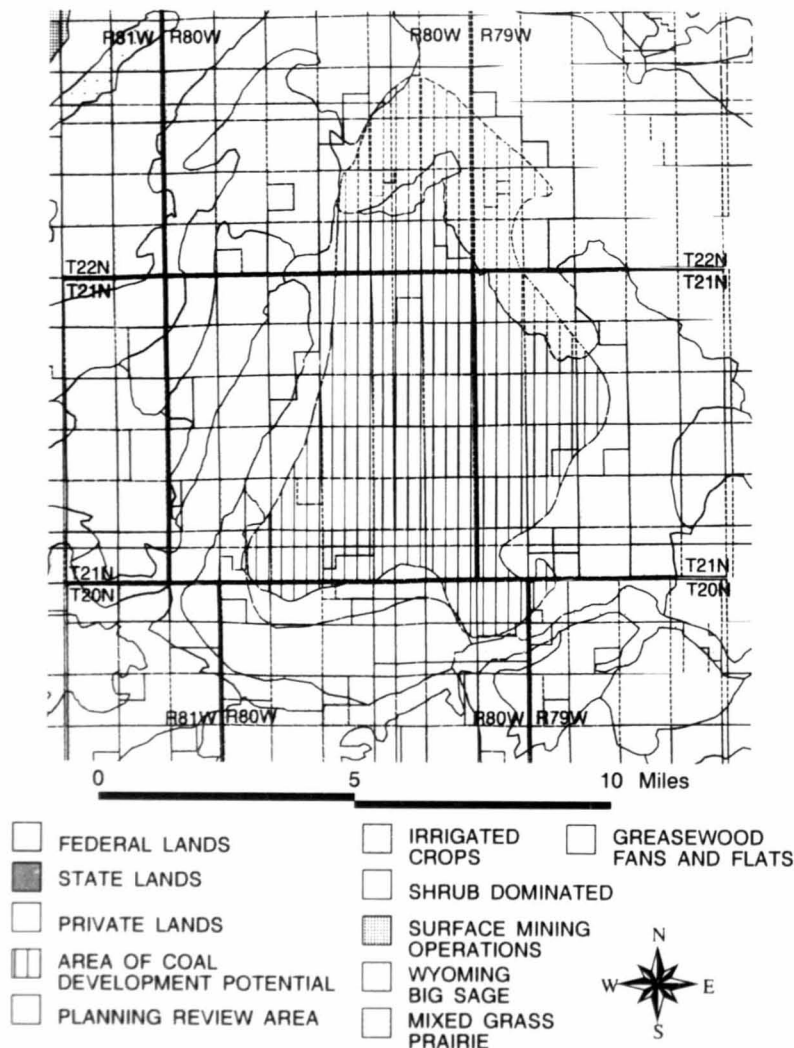 R81W R80W
R80W R79W
T22N
T21N
T22N
T21N
T21N
T20N
T21N
T20N
R81W R80W
R80W R79W
0 5 10 Miles
FEDERAL LANDS
STATE LANDS
PRIVATE LANDS
AREA OF COAL
DEVELOPMENT POTENTIAL
PLANNING REVIEW AREA
IRRIGATED
CROPS
SHRUB DOMINATED
SURFACE MINING
OPERATIONS
WYOMING
BIG SAGE
MIXED GRASS
PRAIRIE
GREASEWOOD
FANS AND FLATS
N
W E
S